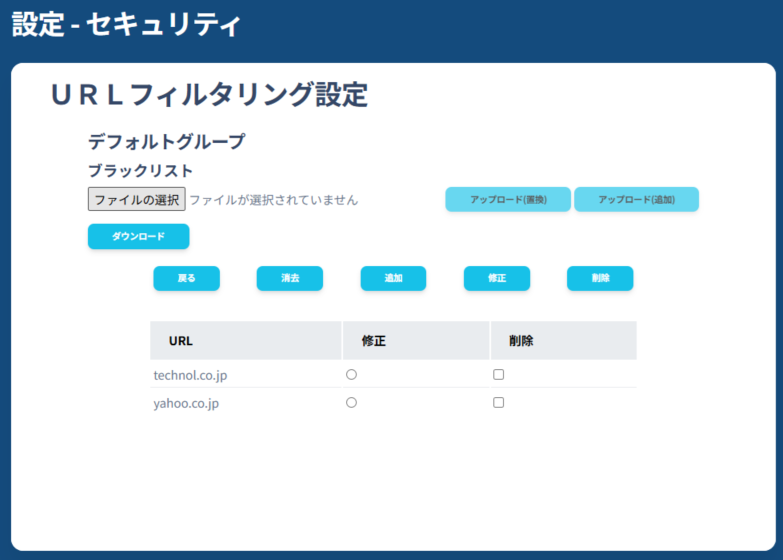 設定 - セキュリティ
ＵＲＬフィルタリング設定
デフォルトグループ
ブラックリスト
ファイルの選択 ファイルが選択されていません アップロード(置換) アップロード(追加)
ダウンロード
戻る 消去 追加 修正 削除
URL 修正 削除
technol.co.jp
yahoo.co.jp